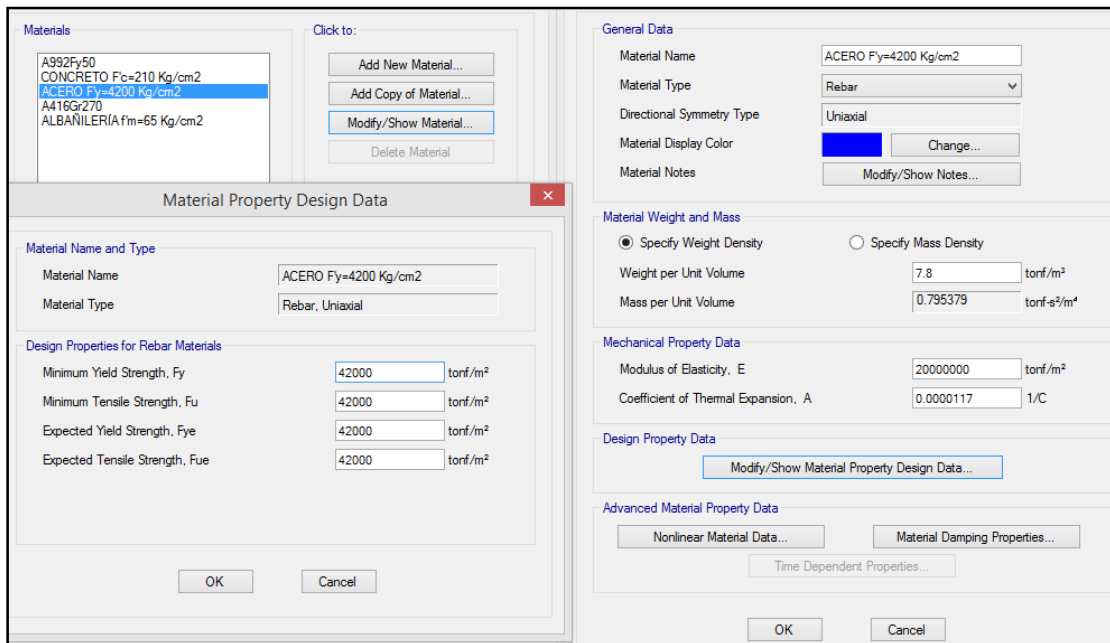 Materials
A992Fy50
CONCRETO F'c=210 Kg/cm2
ACERO F'y=4200 Kg/cm2
A416Gr270
ALBAÑILERÍA f'm=65 Kg/cm2
Click to:
Add New Material...
Add Copy of Material...
Modify/Show Material...
Delete Material
Material Property Design Data
×
Material Name and Type
Material Name ACERO F'y=4200 Kg/cm2
Material Type Rebar, Uniaxial
Design Properties for Rebar Materials
Minimum Yield Strength, Fy 42000 tonf/m²
Minimum Tensile Strength, Fu 42000 tonf/m²
Expected Yield Strength, Fye 42000 tonf/m²
Expected Tensile Strength, Fue 42000 tonf/m²
OK Cancel
General Data
Material Name ACERO F'y=4200 Kg/cm2
Material Type Rebar
Directional Symmetry Type Uniaxial
Material Display Color Change...
Material Notes Modify/Show Notes...
Material Weight and Mass
Specify Weight Density Specify Mass Density
Weight per Unit Volume 7.8 tonf/m³
Mass per Unit Volume 0.795379 tonf-s²/m⁴
Mechanical Property Data
Modulus of Elasticity, E 20000000 tonf/m²
Coefficient of Thermal Expansion, A 0.0000117 1/C
Design Property Data
Modify/Show Material Property Design Data...
Advanced Material Property Data
Nonlinear Material Data... Material Damping Properties...
Time Dependent Properties...
OK Cancel